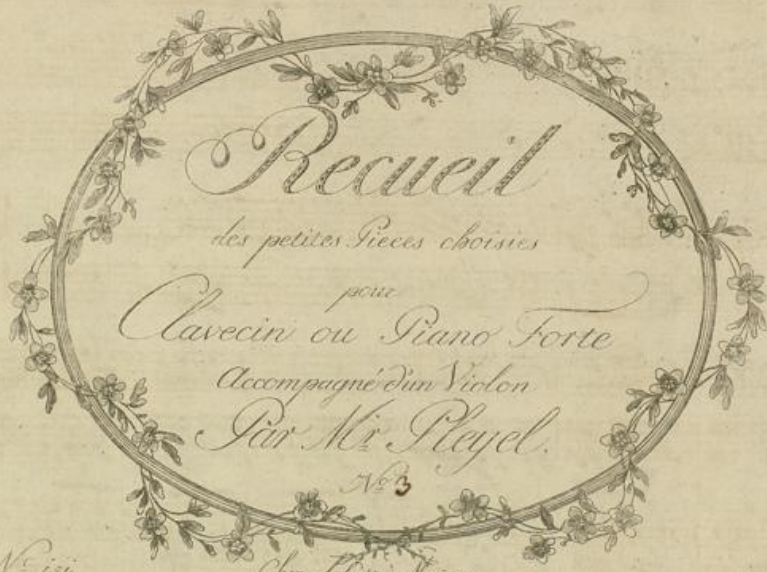 Recueil
des petites Pieces choisies
pour
Clavecin ou Piano Forte
Accompagné d'un Violon
Par Mr. Pleyel.
No. 3